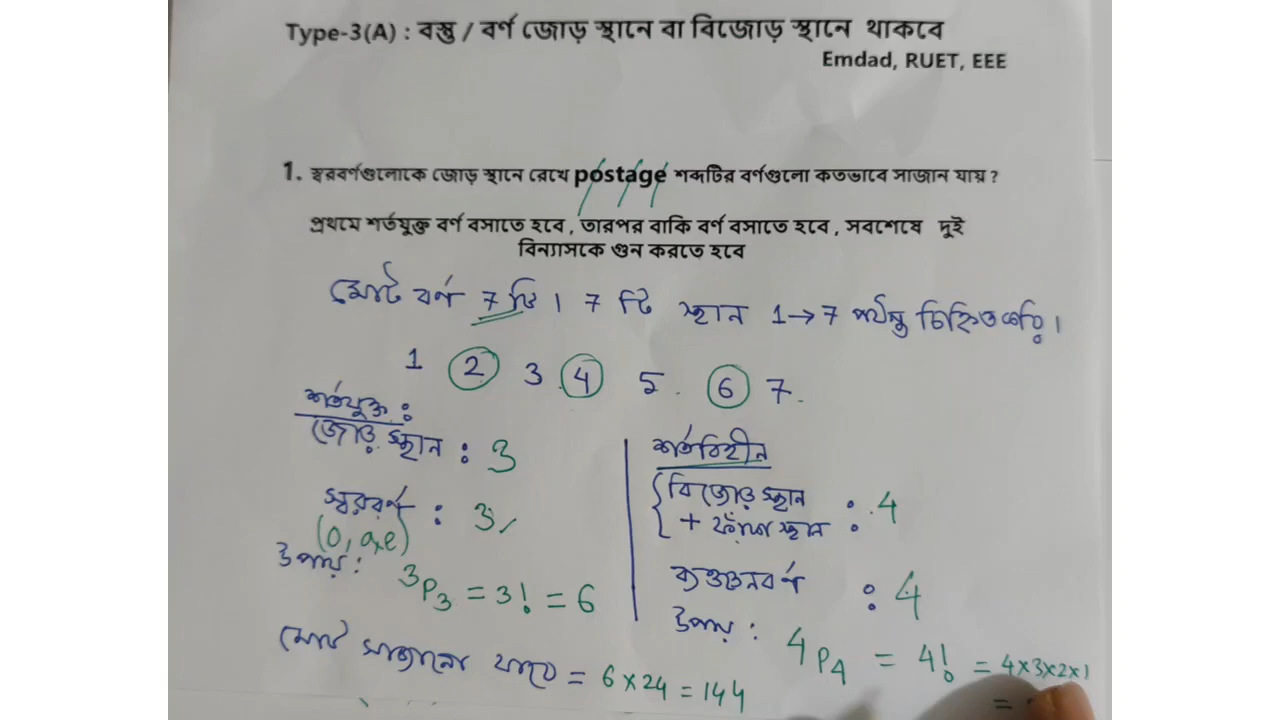 Type-3(A) : বস্তু / বর্ণ জোড় স্থানে বা বিজোড় স্থানে থাকবে
Emdad, RUET, EEE
1. স্বরবর্ণগুলোকে জোড় স্থানে রেখে postage শব্দটির বর্ণগুলো কতভাবে সাজান যায় ?
প্রথমে শর্তযুক্ত বর্ণ বসাতে হবে , তারপর বাকি বর্ণ বসাতে হবে , সবশেষে দুই
বিন্যাসকে গুন করতে হবে
মোট বর্ণ 7 টি । 7 টি স্থান 1→7 পর্যন্ত চিহ্নিত করি।
1 2 3 4 5 6 7
শর্তযুক্ত :
জোড় স্থান : 3
স্বরবর্ণ : 3
(o, a, e)
উপায় : ³P₃ = 3! = 6
শর্তবিহীন
বিজোড় স্থান
+ ফাঁকা স্থান : 4
ব্যঞ্জনবর্ণ : 4
উপায় : 4P₄ = 4! = 4×3×2×1
=
মোট সাজানো যাবে = 6×24 = 144